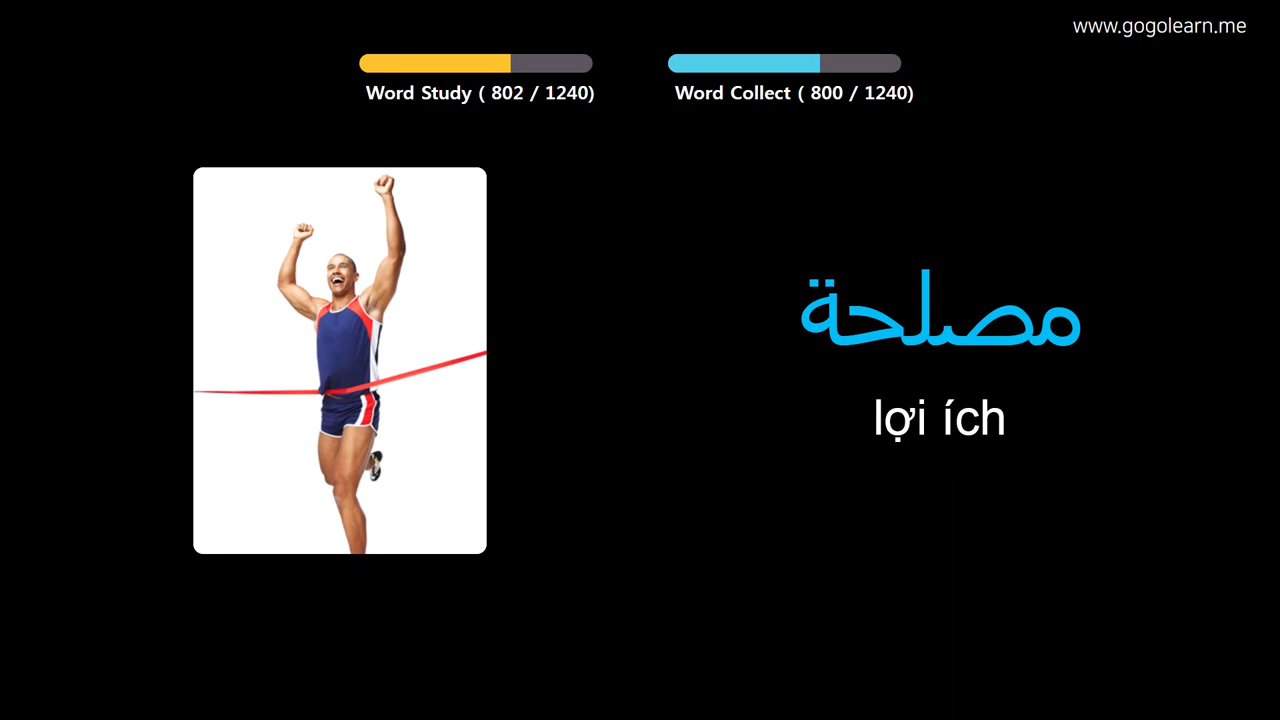 www.gogolearn.me
Word Study ( 802 / 1240)
Word Collect ( 800 / 1240)
مصلحة
lợi ích